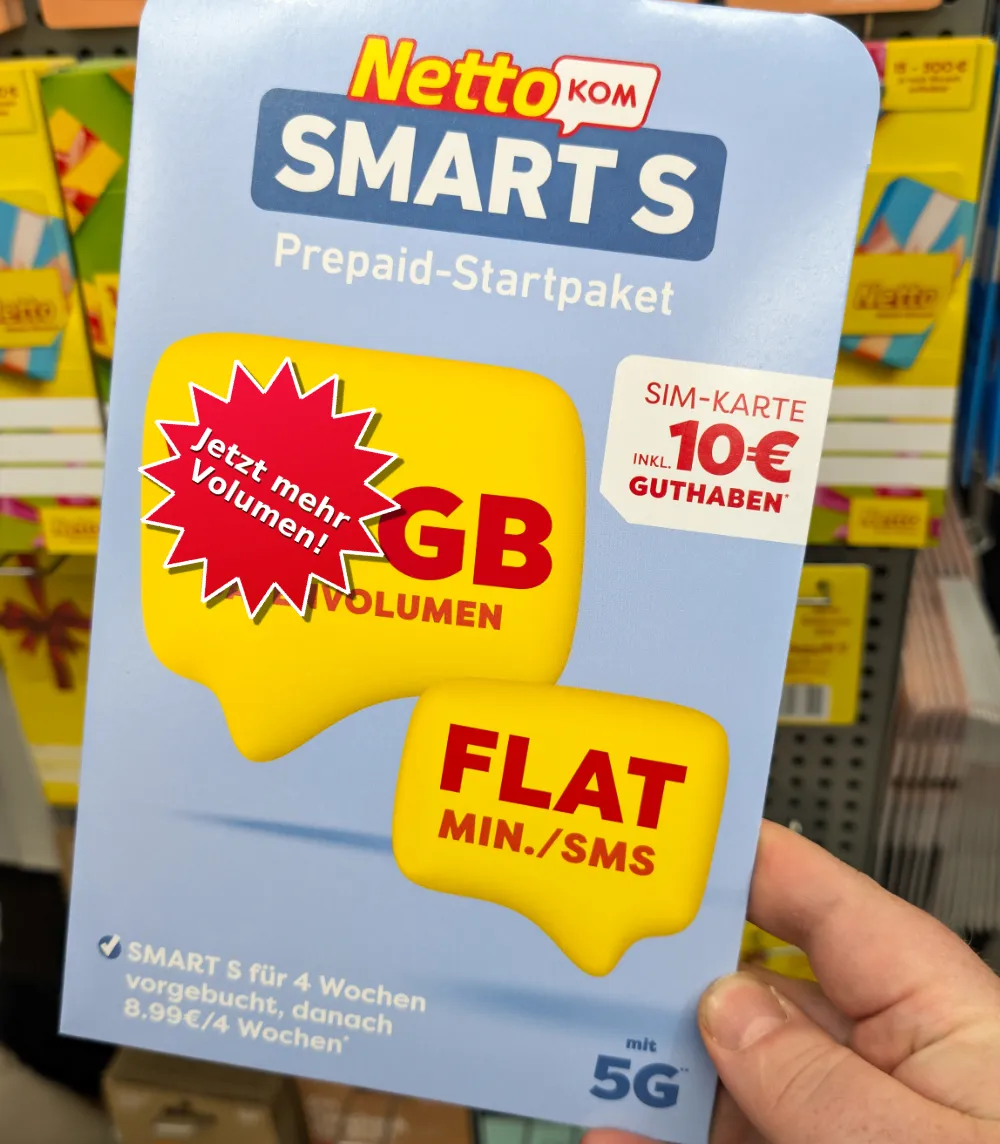 Netto KOM
SMART S
Prepaid-Startpaket
Jetzt mehr
Volumen!
GB
VOLUMEN
SIM-KARTE
INKL. 10€
GUTHABEN*
FLAT
MIN./SMS
SMART S für 4 Wochen
vorgebucht, danach
8.99€/4 Wochen*
mit
5G**
Netto